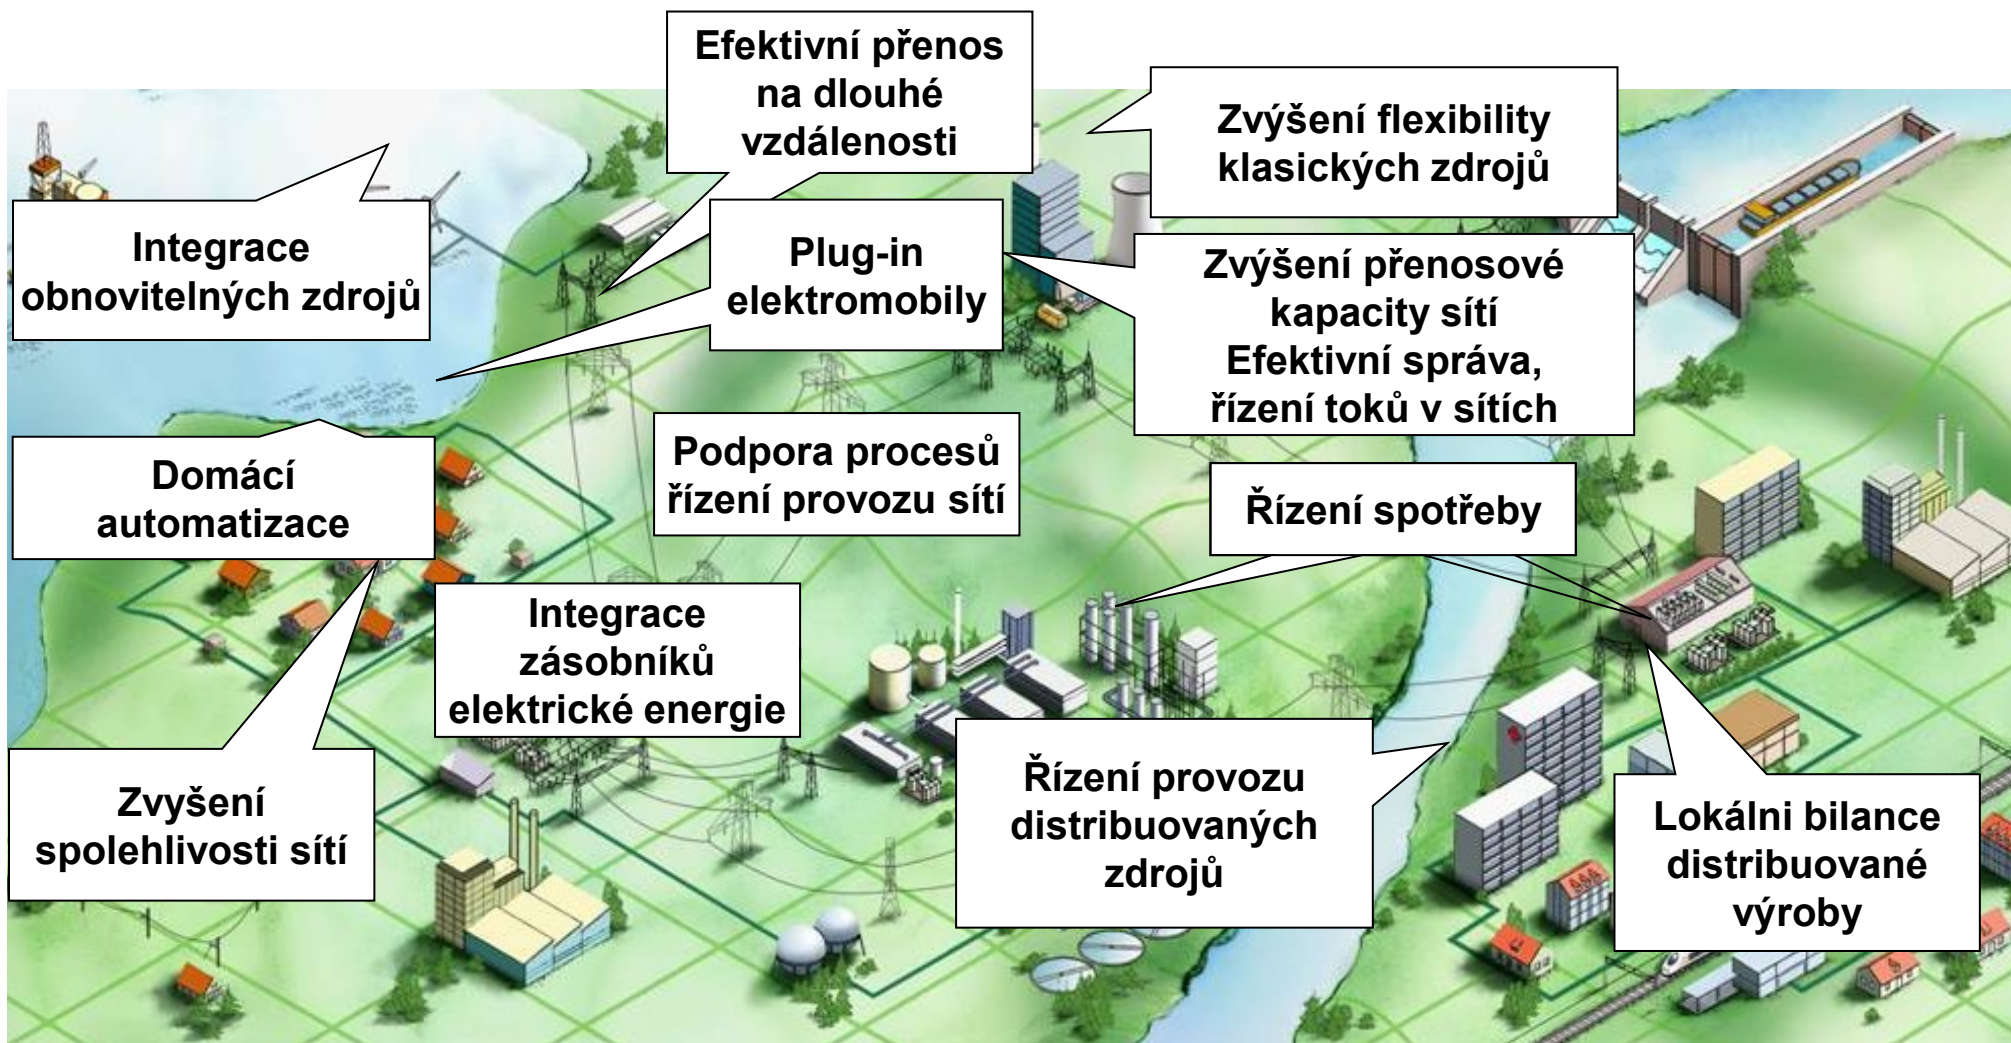 Efektivní přenos
na dlouhé
vzdálenosti
Zvýšení flexibility
klasických zdrojů
Integrace
obnovitelných zdrojů
Plug-in
elektromobily
Zvýšení přenosové
kapacity sítí
Efektivní správa,
řízení toků v sítích
Domácí
automatizace
Podpora procesů
řízení provozu sítí
Řízení spotřeby
Integrace
zásobníků
elektrické energie
Zvyšení
spolehlivosti sítí
Řízení provozu
distribuovaných
zdrojů
Lokálni bilance
distribuované
výroby